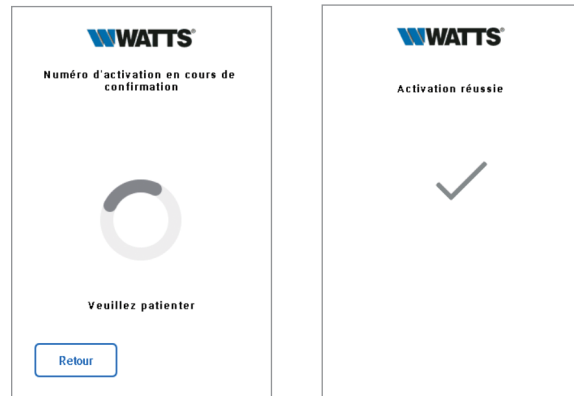 WATTS®
Numéro d'activation en cours de
confirmation
Veuillez patienter
Retour
WATTS®
Activation réussie